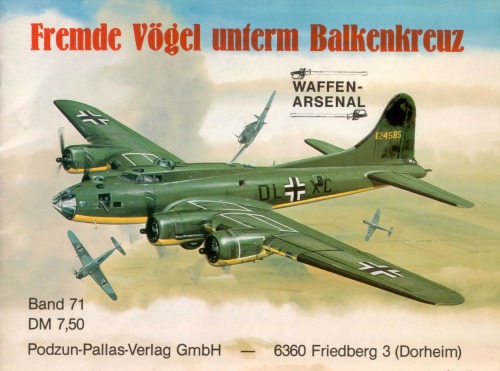 Fremde Vögel unterm Balkenkreuz
WAFFEN-
ARSENAL
124585
DL XC
Band 71
DM 7,50
Podzun-Pallas-Verlag GmbH — 6360 Friedberg 3 (Dorheim)